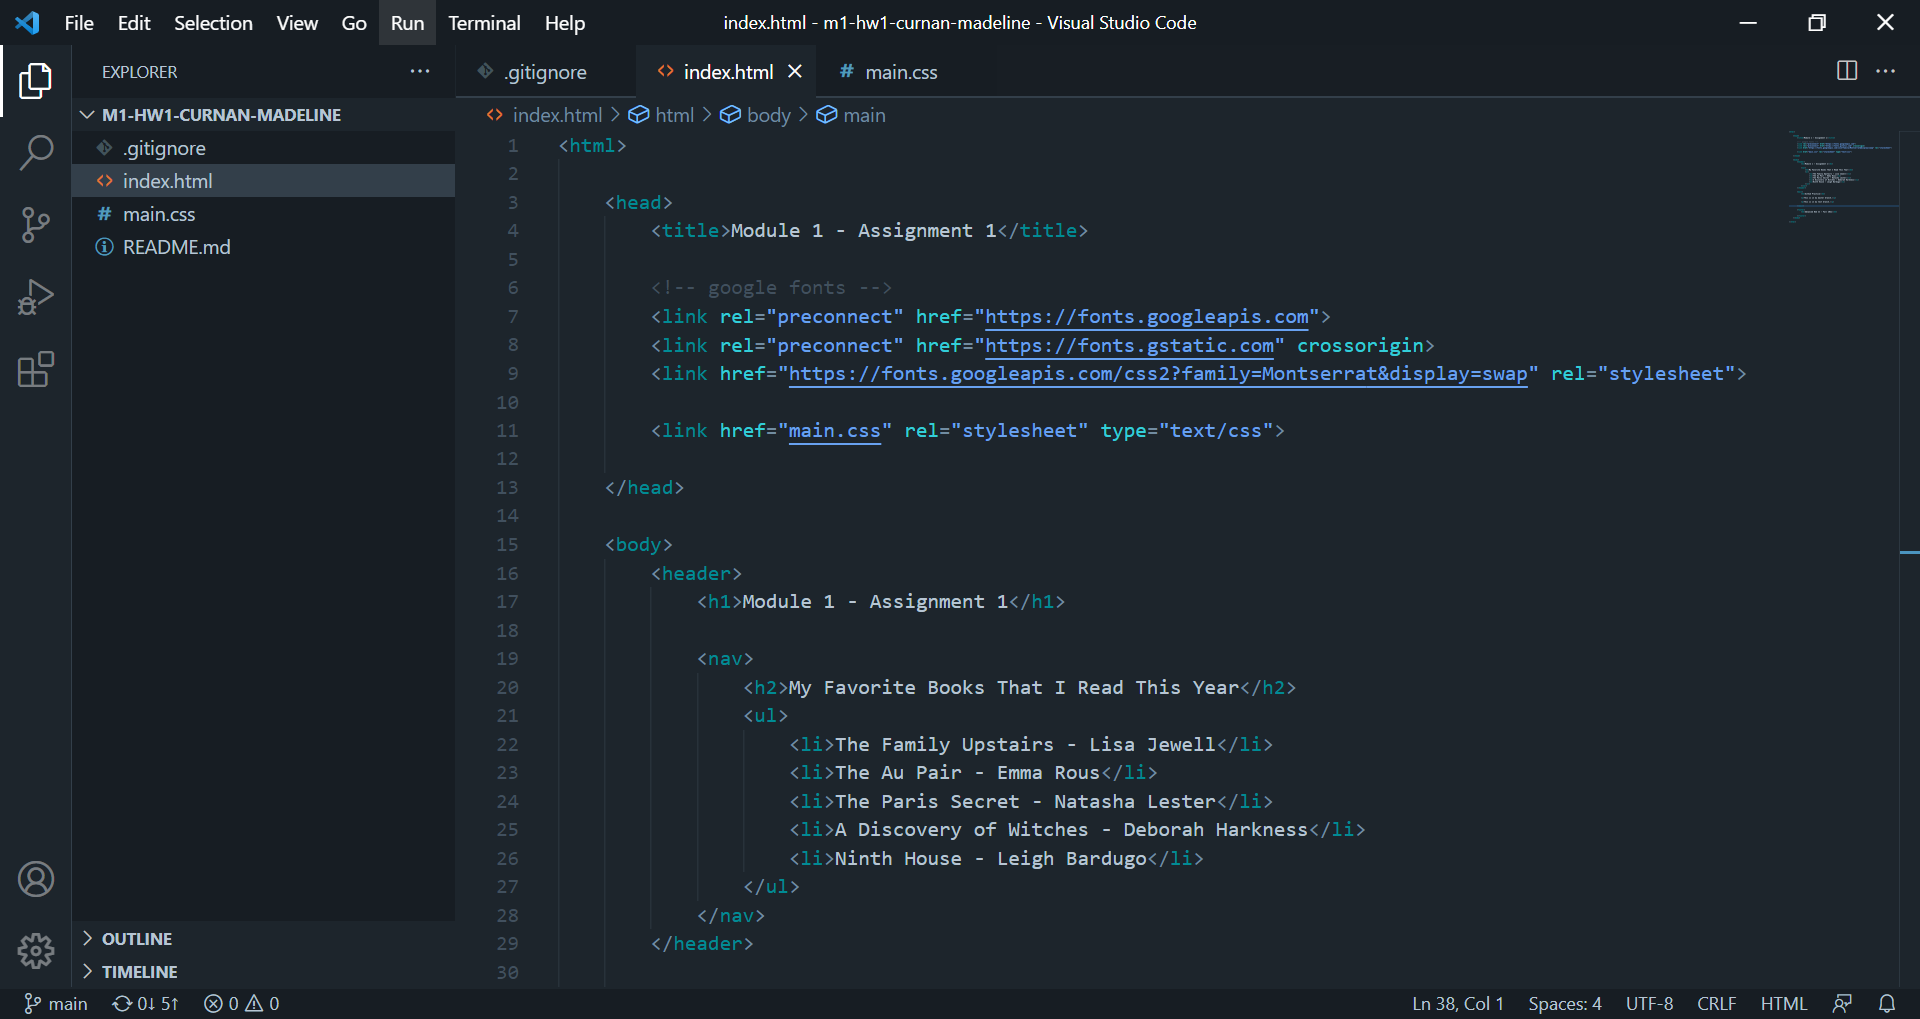 File Edit Selection View Go Run Terminal Help index.html - m1-hw1-curnan-madeline - Visual Studio Code
EXPLORER
M1-HW1-CURNAN-MADELINE
.gitignore
index.html
main.css
README.md
OUTLINE
TIMELINE
.gitignore index.html main.css
index.html > html > body > main
1 <html>
2
3 <head>
4 <title>Module 1 - Assignment 1</title>
5
6 <!-- google fonts -->
7 <link rel="preconnect" href="https://fonts.googleapis.com">
8 <link rel="preconnect" href="https://fonts.gstatic.com" crossorigin>
9 <link href="https://fonts.googleapis.com/css2?family=Montserrat&display=swap" rel="stylesheet">
10
11 <link href="main.css" rel="stylesheet" type="text/css">
12
13 </head>
14
15 <body>
16 <header>
17 <h1>Module 1 - Assignment 1</h1>
18
19 <nav>
20 <h2>My Favorite Books That I Read This Year</h2>
21 <ul>
22 <li>The Family Upstairs - Lisa Jewell</li>
23 <li>The Au Pair - Emma Rous</li>
24 <li>The Paris Secret - Natasha Lester</li>
25 <li>A Discovery of Witches - Deborah Harkness</li>
26 <li>Ninth House - Leigh Bardugo</li>
27 </ul>
28 </nav>
29 </header>
30
main 0↓ 5↑ 0 0 Ln 38, Col 1 Spaces: 4 UTF-8 CRLF HTML